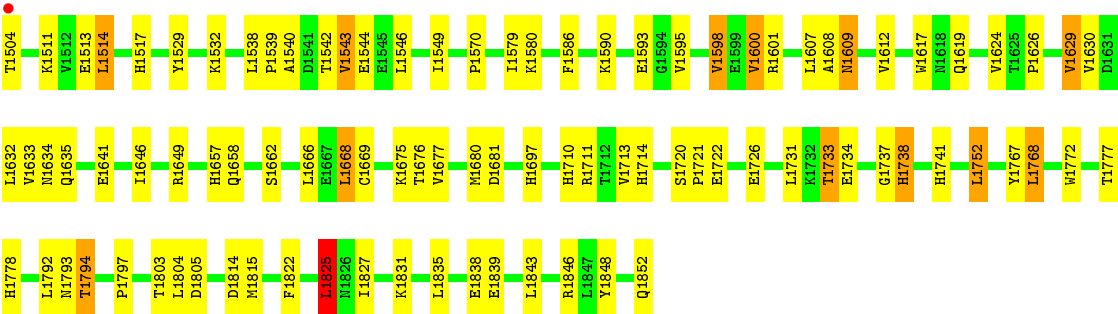 T1504 K1511 V1512 E1513 L1514 H1517 Y1529 K1532 L1538 P1539 A1540 D1541 T1542 V1543 E1544 E1545 L1546 I1549 P1570 I1579 K1580 F1586 K1590 E1593 G1594 V1595 V1598 E1599 V1600 R1601 L1607 A1608 N1609 V1612 W1617 N1618 Q1619 V1624 T1625 P1626 V1629 V1630 D1631
L1632 V1633 N1634 Q1635 E1641 I1646 R1649 H1657 Q1658 S1662 L1666 E1667 L1668 C1669 K1675 T1676 V1677 M1680 D1681 H1697 H1710 R1711 T1712 V1713 H1714 S1720 P1721 E1722 E1726 L1731 K1732 T1733 E1734 G1737 H1738 H1741 L1752 Y1767 L1768 W1772 T1777
H1778 L1792 N1793 T1794 P1797 T1803 L1804 D1805 D1814 M1815 F1822 L1825 N1826 I1827 K1831 L1835 E1838 E1839 L1843 R1846 L1847 Y1848 Q1852